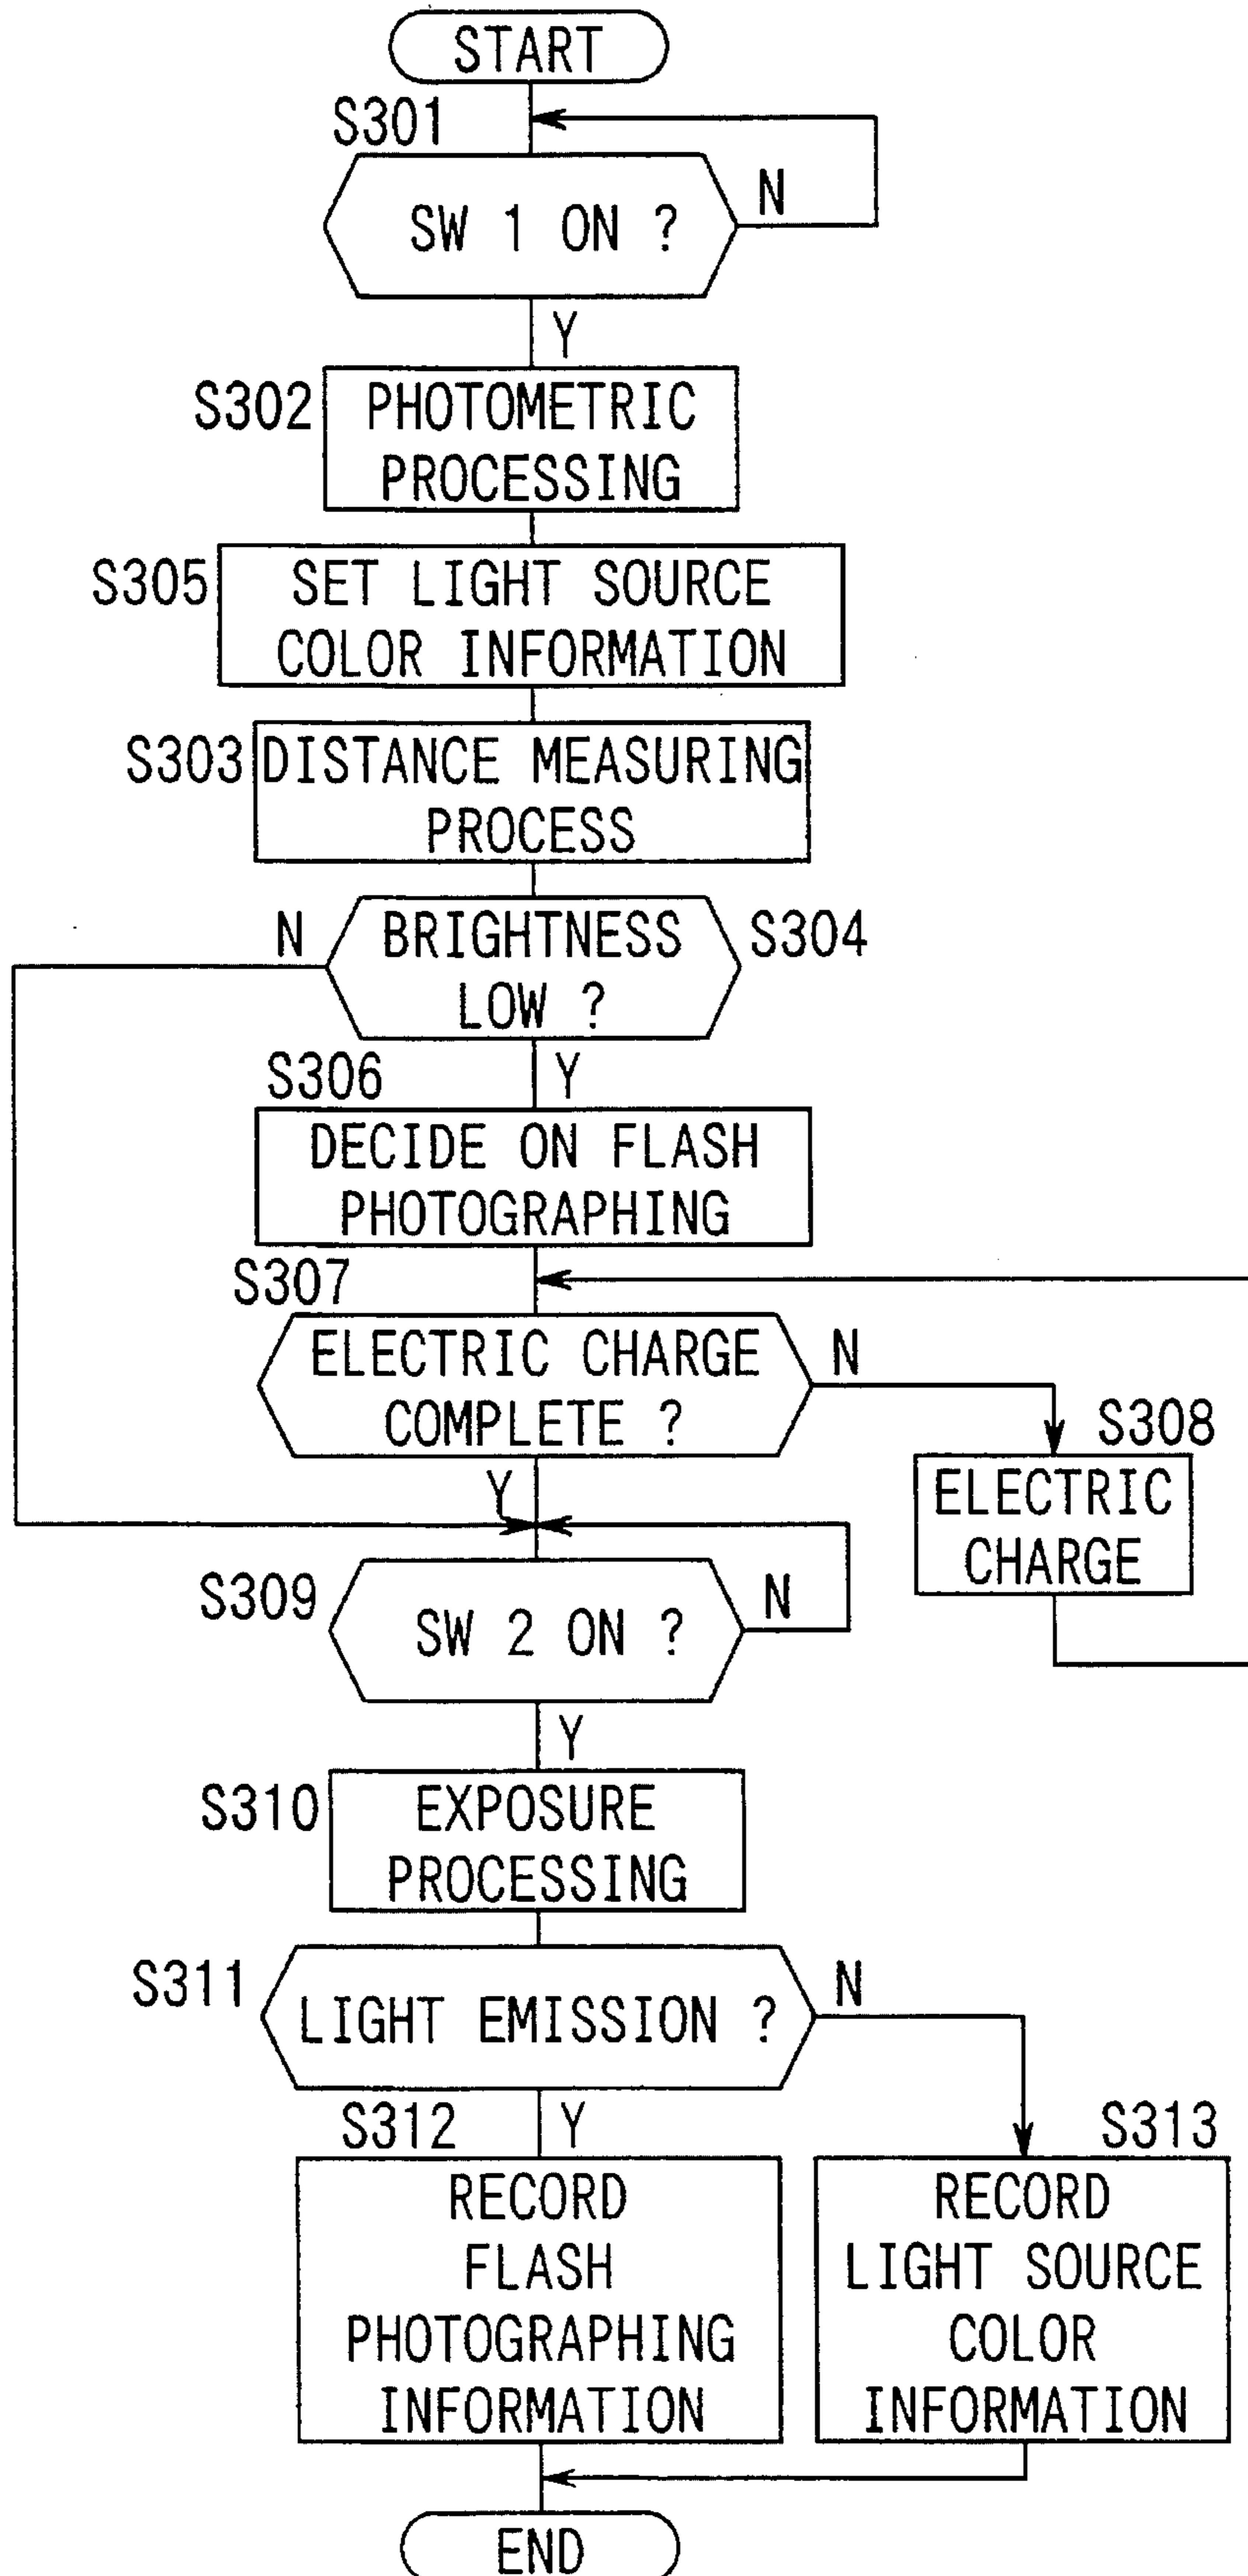 START
S301
SW 1 ON ?
N
Y
S302
PHOTOMETRIC
PROCESSING
S305
SET LIGHT SOURCE
COLOR INFORMATION
S303
DISTANCE MEASURING
PROCESS
N
BRIGHTNESS
LOW ?
S304
Y
S306
DECIDE ON FLASH
PHOTOGRAPHING
S307
ELECTRIC CHARGE
COMPLETE ?
N
Y
S308
ELECTRIC
CHARGE
S309
SW 2 ON ?
N
Y
S310
EXPOSURE
PROCESSING
S311
LIGHT EMISSION ?
N
Y
S312
RECORD
FLASH
PHOTOGRAPHING
INFORMATION
S313
RECORD
LIGHT SOURCE
COLOR
INFORMATION
END